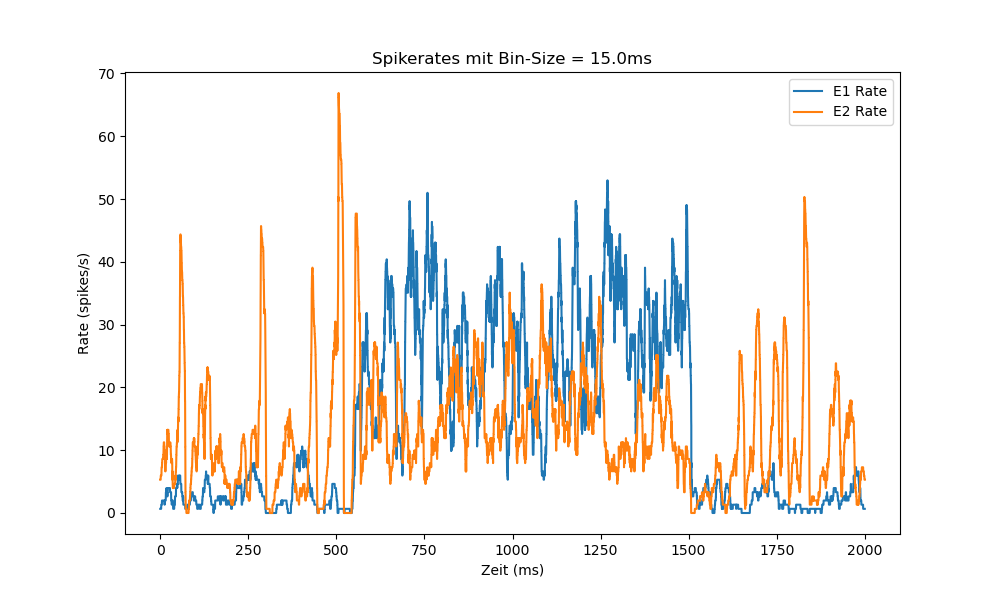 Spikerates mit Bin-Size = 15.0ms
E1 Rate
E2 Rate
70
60
50
40
30
20
10
0
Rate (spikes/s)
0 250 500 750 1000 1250 1500 1750 2000
Zeit (ms)